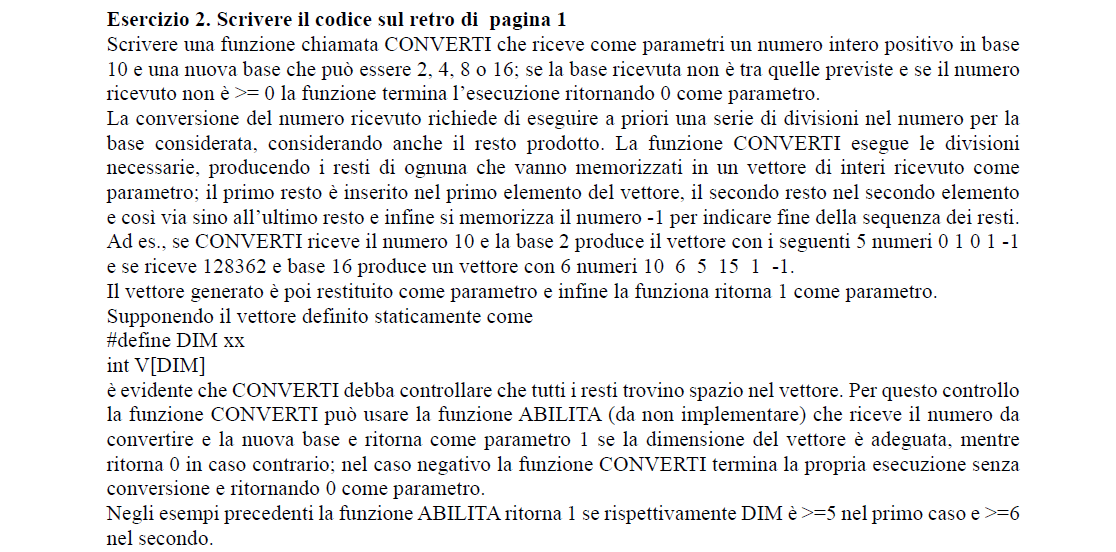 Esercizio 2. Scrivere il codice sul retro di pagina 1
Scrivere una funzione chiamata CONVERTI che riceve come parametri un numero intero positivo in base
10 e una nuova base che può essere 2, 4, 8 o 16; se la base ricevuta non è tra quelle previste e se il numero
ricevuto non è >= 0 la funzione termina l'esecuzione ritornando 0 come parametro.
La conversione del numero ricevuto richiede di eseguire a priori una serie di divisioni nel numero per la
base considerata, considerando anche il resto prodotto. La funzione CONVERTI esegue le divisioni
necessarie, producendo i resti di ognuna che vanno memorizzati in un vettore di interi ricevuto come
parametro; il primo resto è inserito nel primo elemento del vettore, il secondo resto nel secondo elemento
e così via sino all'ultimo resto e infine si memorizza il numero -1 per indicare fine della sequenza dei resti.
Ad es., se CONVERTI riceve il numero 10 e la base 2 produce il vettore con i seguenti 5 numeri 0 1 0 1 -1
e se riceve 128362 e base 16 produce un vettore con 6 numeri 10 6 5 15 1 -1.
Il vettore generato è poi restituito come parametro e infine la funziona ritorna 1 come parametro.
Supponendo il vettore definito staticamente come
#define DIM xx
int V[DIM]
è evidente che CONVERTI debba controllare che tutti i resti trovino spazio nel vettore. Per questo controllo
la funzione CONVERTI può usare la funzione ABILITA (da non implementare) che riceve il numero da
convertire e la nuova base e ritorna come parametro 1 se la dimensione del vettore è adeguata, mentre
ritorna 0 in caso contrario; nel caso negativo la funzione CONVERTI termina la propria esecuzione senza
conversione e ritornando 0 come parametro.
Negli esempi precedenti la funzione ABILITA ritorna 1 se rispettivamente DIM è >=5 nel primo caso e >=6
nel secondo.